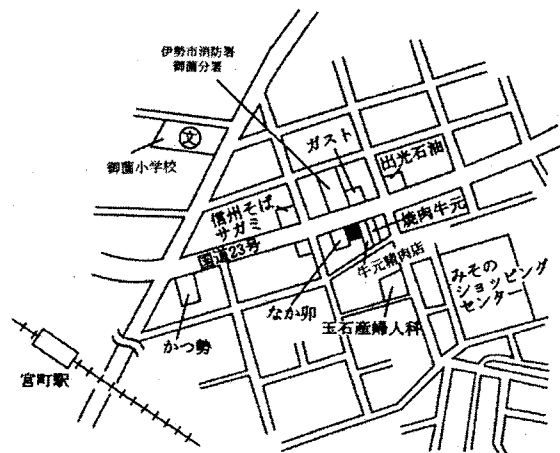 伊勢市消防署
御薗分署
文
御薗小学校
ガスト
出光石油
信州そば
サガミ
国道23号
焼肉牛元
牛元精肉店
なか卯
みその
ショッピング
センター
玉石産婦人科
かつ勢
宮町駅